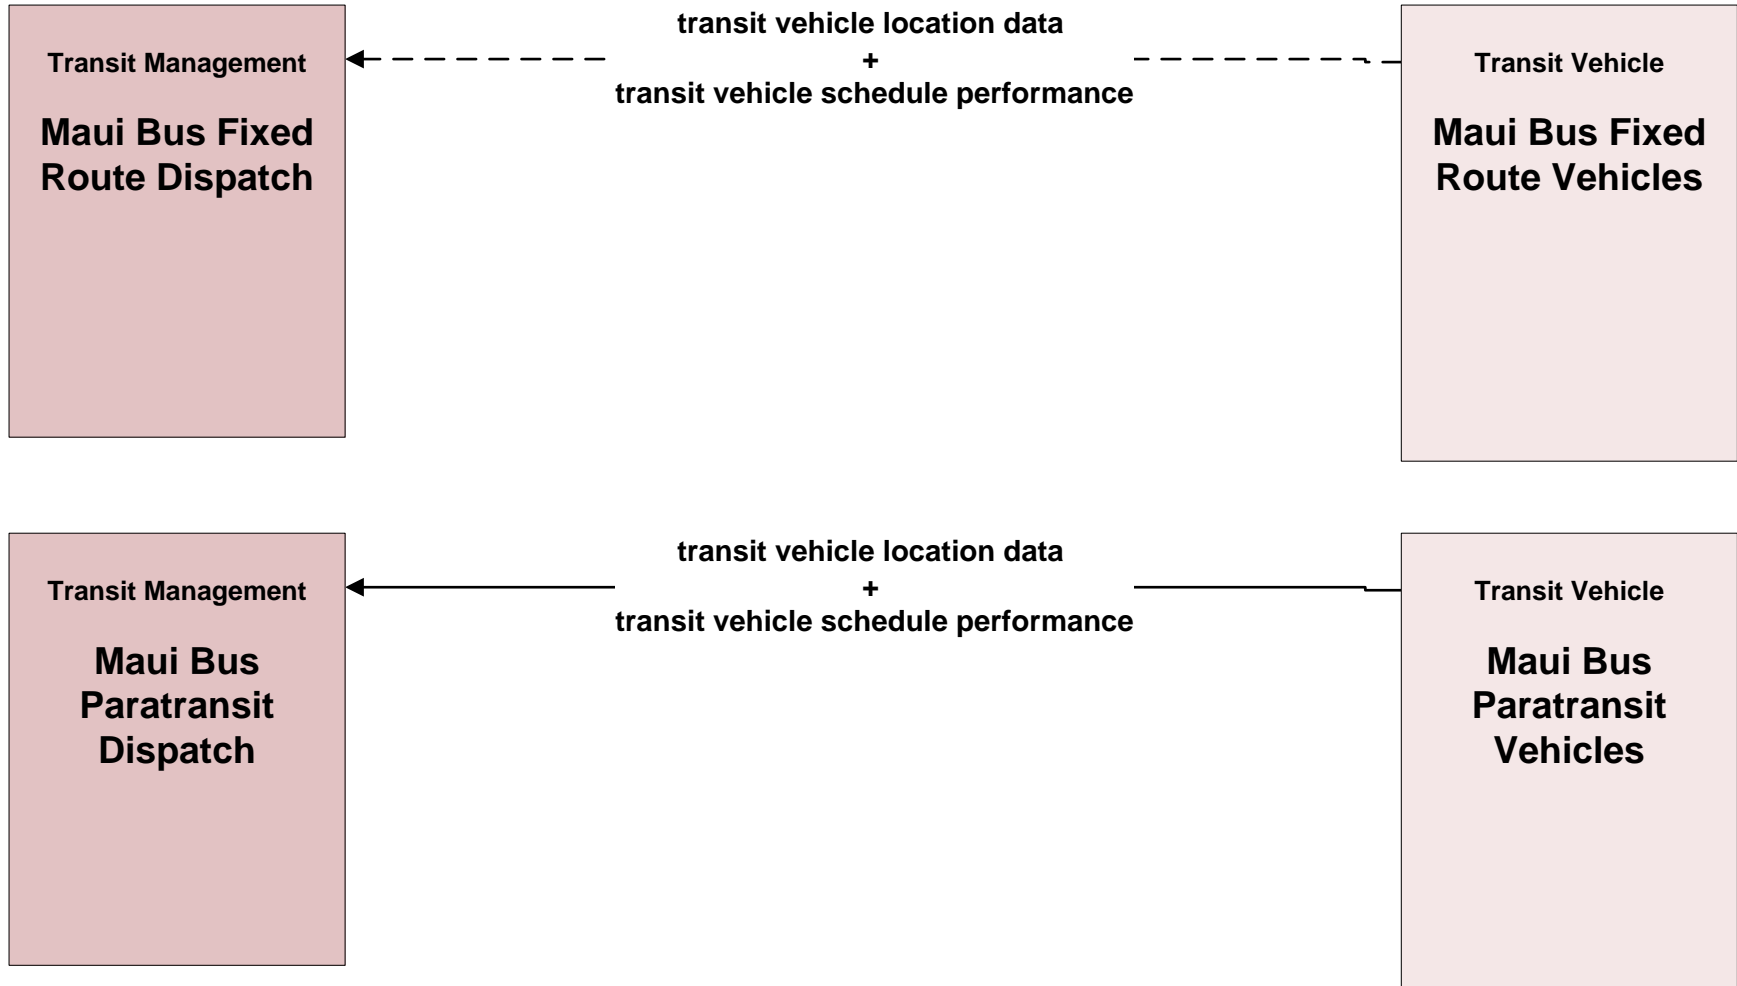 transit vehicle location data
+
transit vehicle schedule performance
Transit Management
Maui Bus Fixed
Route Dispatch
Transit Vehicle
Maui Bus Fixed
Route Vehicles
transit vehicle location data
+
transit vehicle schedule performance
Transit Management
Maui Bus
Paratransit
Dispatch
Transit Vehicle
Maui Bus
Paratransit
Vehicles